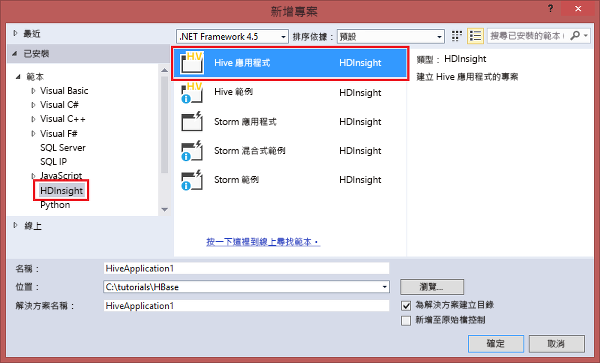 新增專案
? ×
▷ 最近
.NET Framework 4.5
排序依據：
預設
搜尋已安裝的範本
◢ 已安裝
◢ 範本
▷ Visual Basic
▷ Visual C#
▷ Visual C++
▷ Visual F#
SQL Server
SQL IP
▷ JavaScript
HDInsight
Python
▷ 線上
HV Hive 應用程式 HDInsight
HV Hive 範例 HDInsight
Storm 應用程式 HDInsight
Storm 混合式範例 HDInsight
Storm 範例 HDInsight
按一下這裡到線上尋找範本。
類型： HDInsight
建立 Hive 應用程式的專案
名稱： HiveApplication1
位置： C:\tutorials\HBase
瀏覽...
解決方案名稱： HiveApplication1
為解決方案建立目錄
新增至原始檔控制
確定
取消